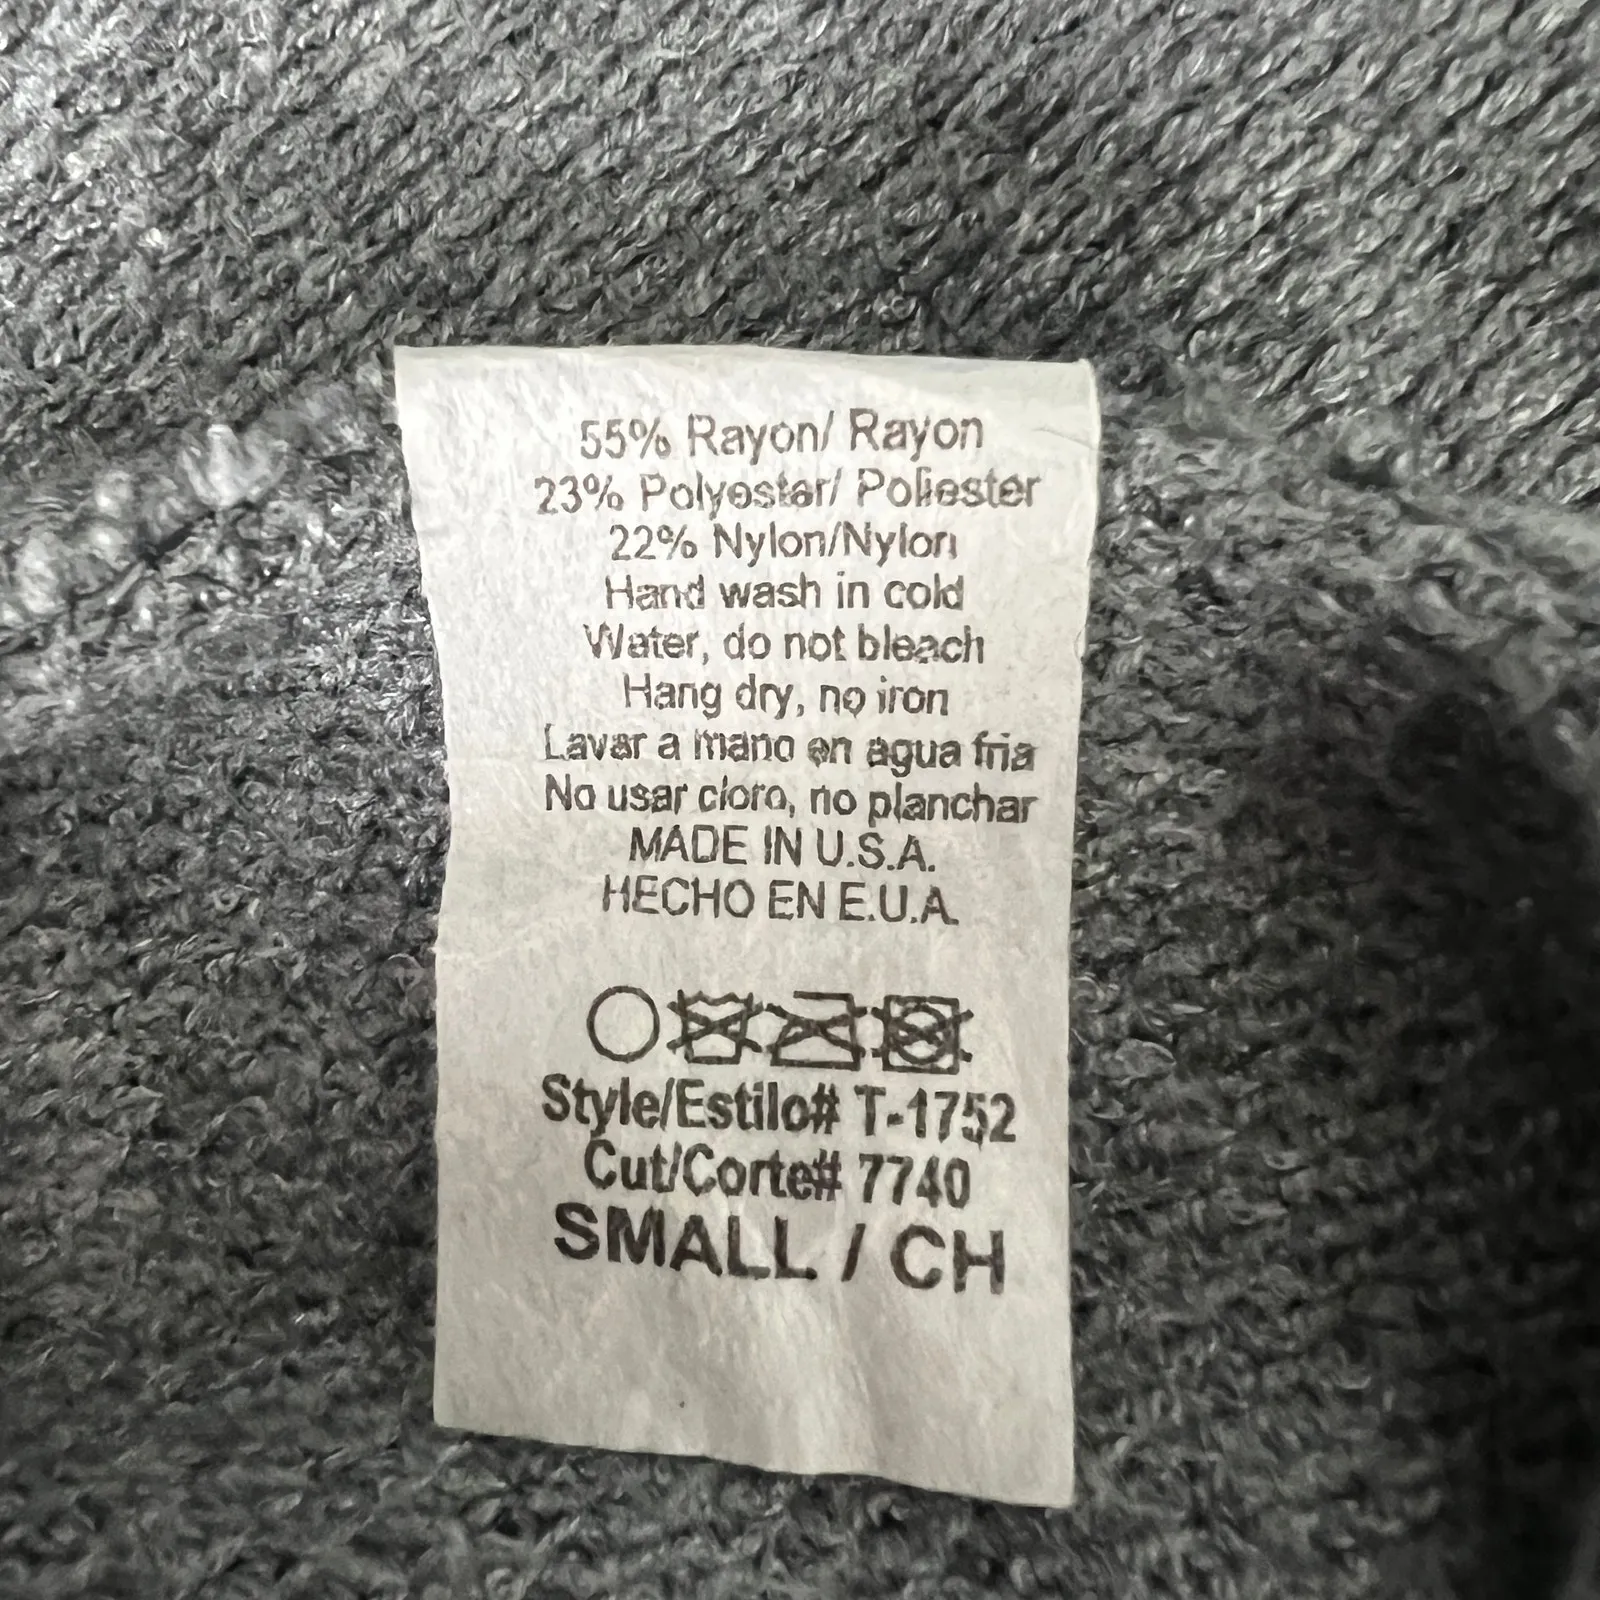 55% Rayon/ Rayon
23% Polyester/ Poliester
22% Nylon/Nylon
Hand wash in cold
Water, do not bleach
Hang dry, no iron
Lavar a mano en agua fria
No usar cloro, no planchar
MADE IN U.S.A.
HECHO EN E.U.A.
Style/Estilo# T-1752
Cut/Corte# 7740
SMALL / CH